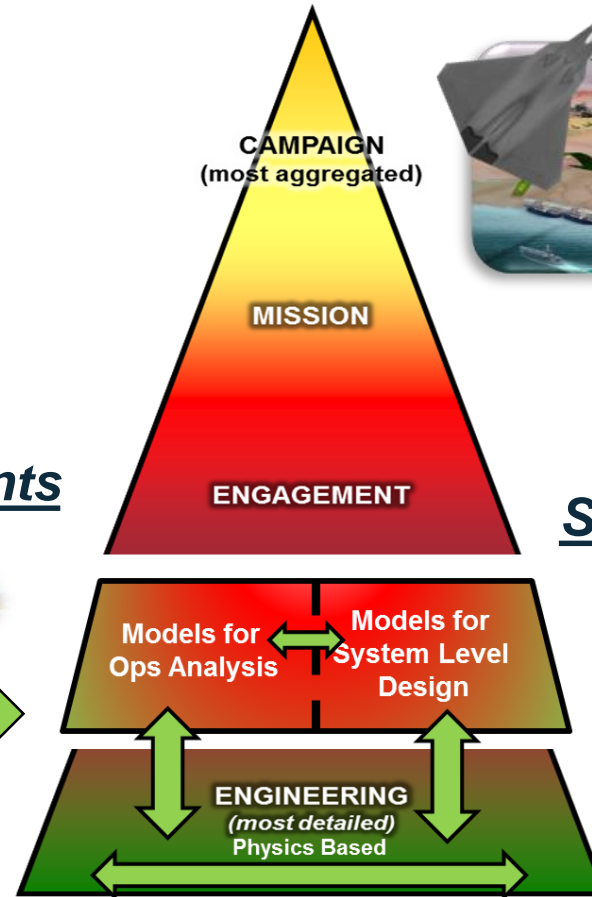 CAMPAIGN
(most aggregated)
MISSION
nts
ENGAGEMENT
S
Models for
Ops Analysis
Models for
System Level
Design
ENGINEERING
(most detailed)
Physics Based